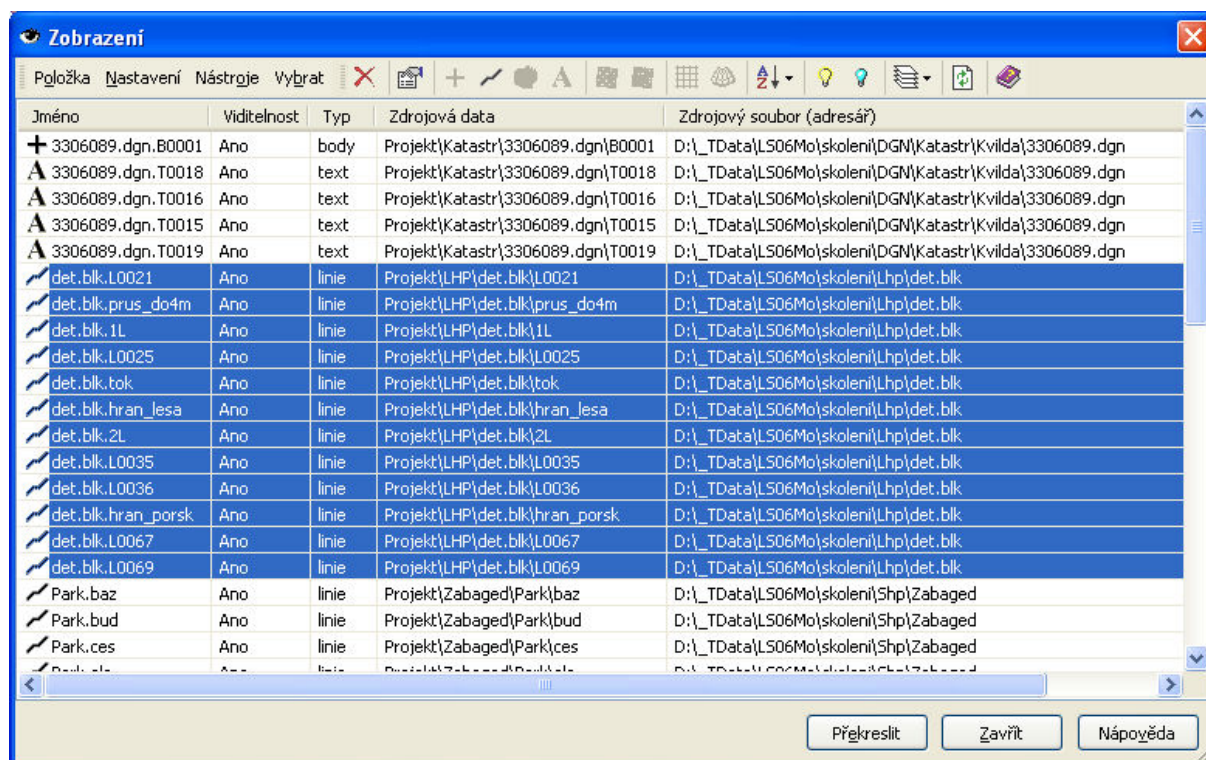 Zobrazení
Položka Nastavení Nástroje Vybrat
Jméno Viditelnost Typ Zdrojová data Zdrojový soubor (adresář)
3306089.dgn.B0001 Ano body Projekt\Katastr\3306089.dgn\B0001 D:\_TData\LS06Mo\skoleni\DGN\Katastr\Kvilda\3306089.dgn
3306089.dgn.T0018 Ano text Projekt\Katastr\3306089.dgn\T0018 D:\_TData\LS06Mo\skoleni\DGN\Katastr\Kvilda\3306089.dgn
3306089.dgn.T0016 Ano text Projekt\Katastr\3306089.dgn\T0016 D:\_TData\LS06Mo\skoleni\DGN\Katastr\Kvilda\3306089.dgn
3306089.dgn.T0015 Ano text Projekt\Katastr\3306089.dgn\T0015 D:\_TData\LS06Mo\skoleni\DGN\Katastr\Kvilda\3306089.dgn
3306089.dgn.T0019 Ano text Projekt\Katastr\3306089.dgn\T0019 D:\_TData\LS06Mo\skoleni\DGN\Katastr\Kvilda\3306089.dgn
det.blk.L0021 Ano linie Projekt\LHP\det.blk\L0021 D:\_TData\LS06Mo\skoleni\Lhp\det.blk
det.blk.prus_do4m Ano linie Projekt\LHP\det.blk\prus_do4m D:\_TData\LS06Mo\skoleni\Lhp\det.blk
det.blk.1L Ano linie Projekt\LHP\det.blk\1L D:\_TData\LS06Mo\skoleni\Lhp\det.blk
det.blk.L0025 Ano linie Projekt\LHP\det.blk\L0025 D:\_TData\LS06Mo\skoleni\Lhp\det.blk
det.blk.tok Ano linie Projekt\LHP\det.blk\tok D:\_TData\LS06Mo\skoleni\Lhp\det.blk
det.blk.hran_lesa Ano linie Projekt\LHP\det.blk\hran_lesa D:\_TData\LS06Mo\skoleni\Lhp\det.blk
det.blk.2L Ano linie Projekt\LHP\det.blk\2L D:\_TData\LS06Mo\skoleni\Lhp\det.blk
det.blk.L0035 Ano linie Projekt\LHP\det.blk\L0035 D:\_TData\LS06Mo\skoleni\Lhp\det.blk
det.blk.L0036 Ano linie Projekt\LHP\det.blk\L0036 D:\_TData\LS06Mo\skoleni\Lhp\det.blk
det.blk.hran_porsk Ano linie Projekt\LHP\det.blk\hran_porsk D:\_TData\LS06Mo\skoleni\Lhp\det.blk
det.blk.L0067 Ano linie Projekt\LHP\det.blk\L0067 D:\_TData\LS06Mo\skoleni\Lhp\det.blk
det.blk.L0069 Ano linie Projekt\LHP\det.blk\L0069 D:\_TData\LS06Mo\skoleni\Lhp\det.blk
Park.baz Ano linie Projekt\Zabaged\Park\baz D:\_TData\LS06Mo\skoleni\Shp\Zabaged
Park.bud Ano linie Projekt\Zabaged\Park\bud D:\_TData\LS06Mo\skoleni\Shp\Zabaged
Park.ces Ano linie Projekt\Zabaged\Park\ces D:\_TData\LS06Mo\skoleni\Shp\Zabaged
Překreslit Zavřít Nápověda